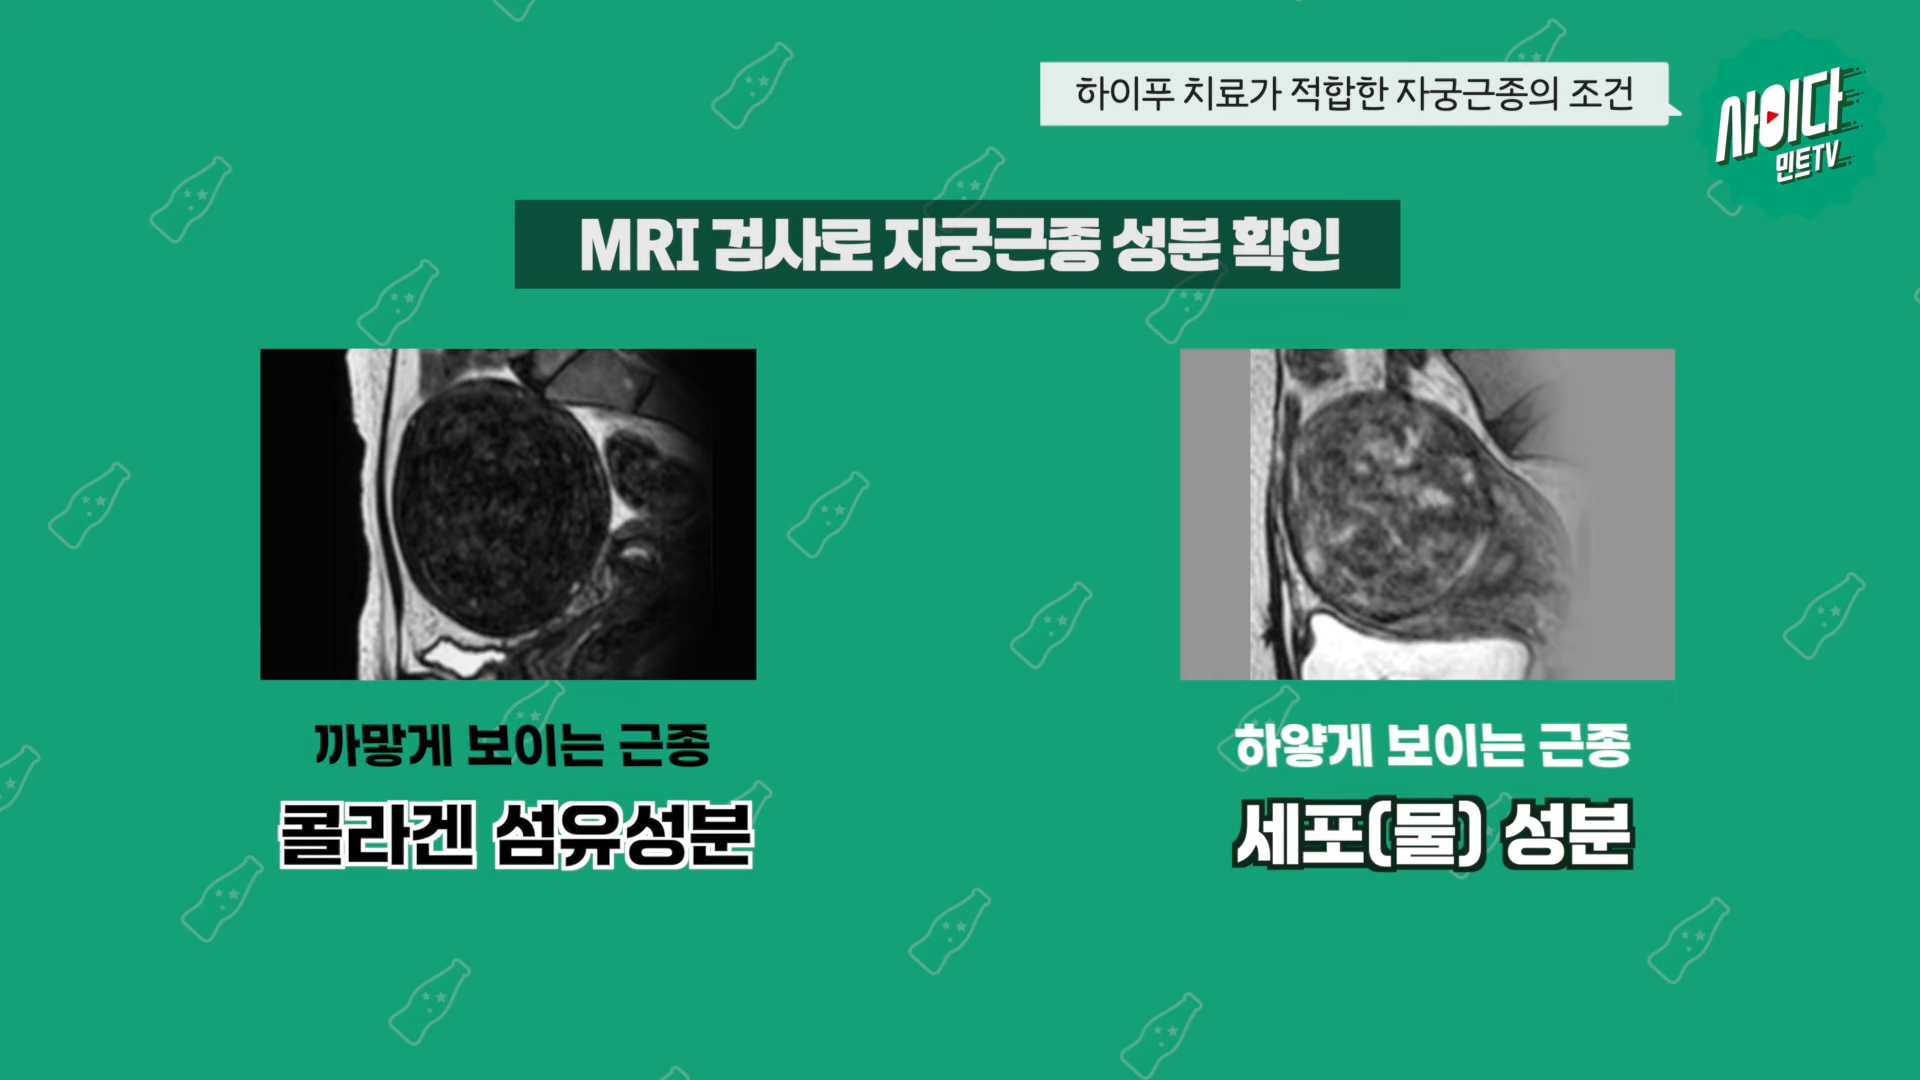 하이푸 치료가 적합한 자궁근종의 조건
사이다
민트TV
MRI 검사로 자궁근종 성분 확인
까맣게 보이는 근종
콜라겐 섬유성분
하얗게 보이는 근종
세포(물) 성분